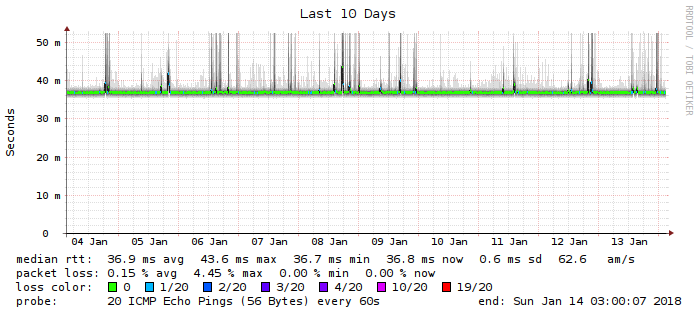 Last 10 Days
RRDTOOL / TOBI OETIKER
Seconds
50 m
40 m
30 m
20 m
10 m
0
04 Jan 05 Jan 06 Jan 07 Jan 08 Jan 09 Jan 10 Jan 11 Jan 12 Jan 13 Jan
median rtt: 36.9 ms avg 43.6 ms max 36.7 ms min 36.8 ms now 0.6 ms sd 62.6 am/s
packet loss: 0.15 % avg 4.45 % max 0.00 % min 0.00 % now
loss color: 0 1/20 2/20 3/20 4/20 10/20 19/20
probe: 20 ICMP Echo Pings (56 Bytes) every 60s end: Sun Jan 14 03:00:07 2018